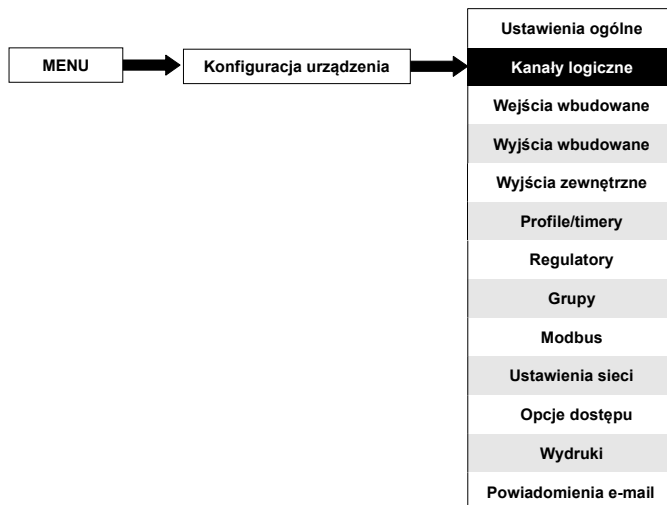 MENU
Konfiguracja urządzenia
Ustawienia ogólne
Kanały logiczne
Wejścia wbudowane
Wyjścia wbudowane
Wyjścia zewnętrzne
Profile/timery
Regulatory
Grupy
Modbus
Ustawienia sieci
Opcje dostępu
Wydruki
Powiadomienia e-mail